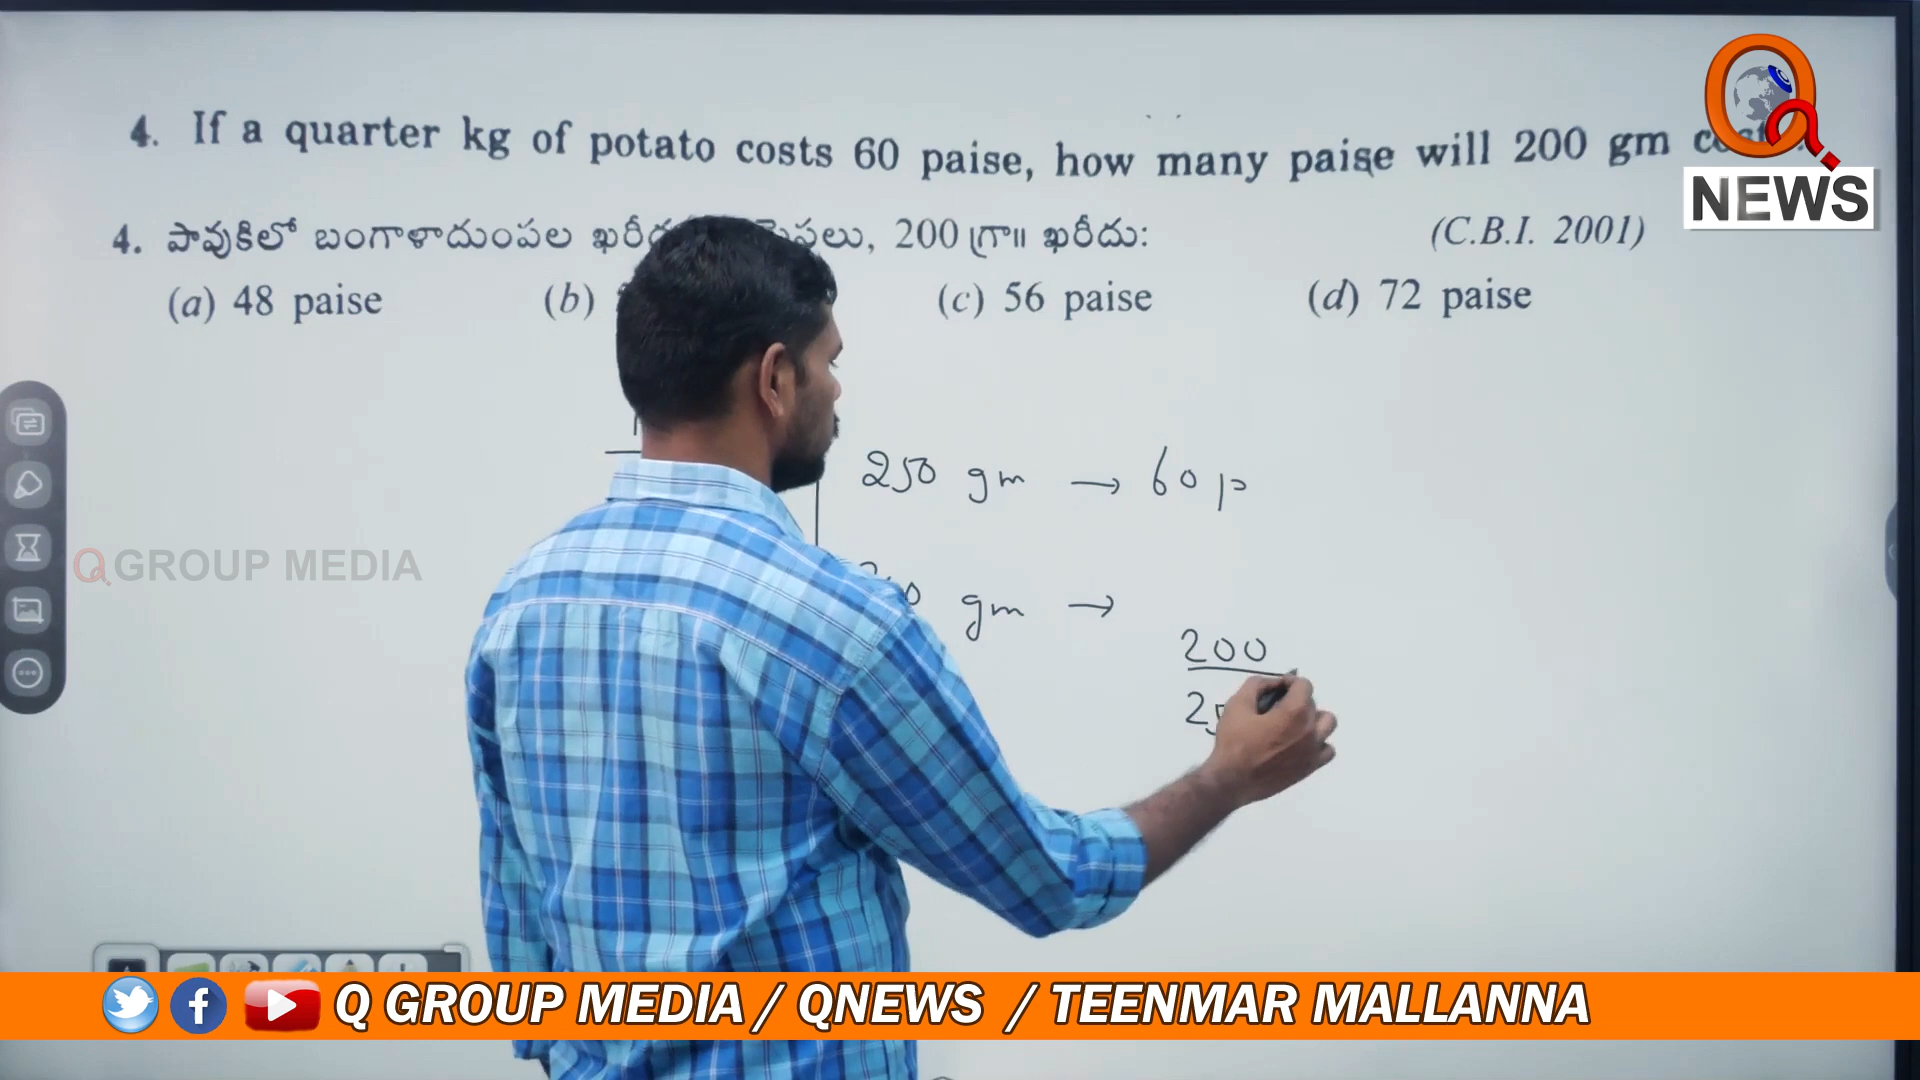 4. If a quarter kg of potato costs 60 paise, how many paise will 200 gm
4. పావుకిలో బంగాళాదుంపల 200 గ్రా॥ ఖరీదు: (C.B.I. 2001)
(a) 48 paise (b) (c) 56 paise (d) 72 paise
250 gm → 60 p
gm →
200
Q
NEWS
Q GROUP MEDIA
Q GROUP MEDIA / QNEWS / TEENMAR MALLANNA